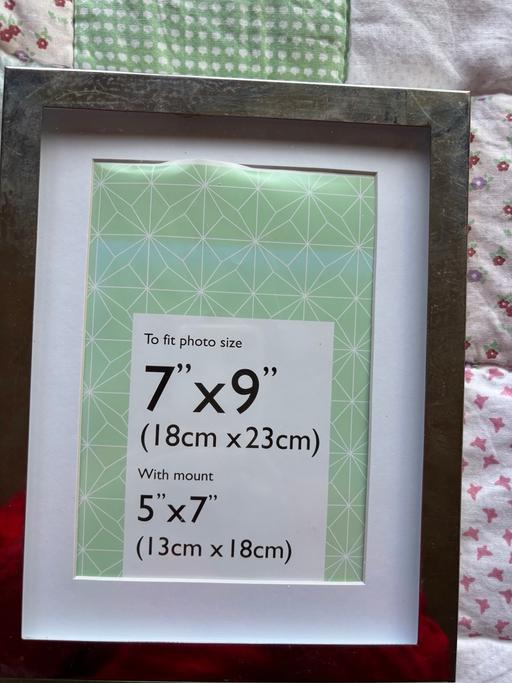 To fit photo size
7"x9"
(18cm x23cm)
With mount
5"x7"
(13cm x18cm)